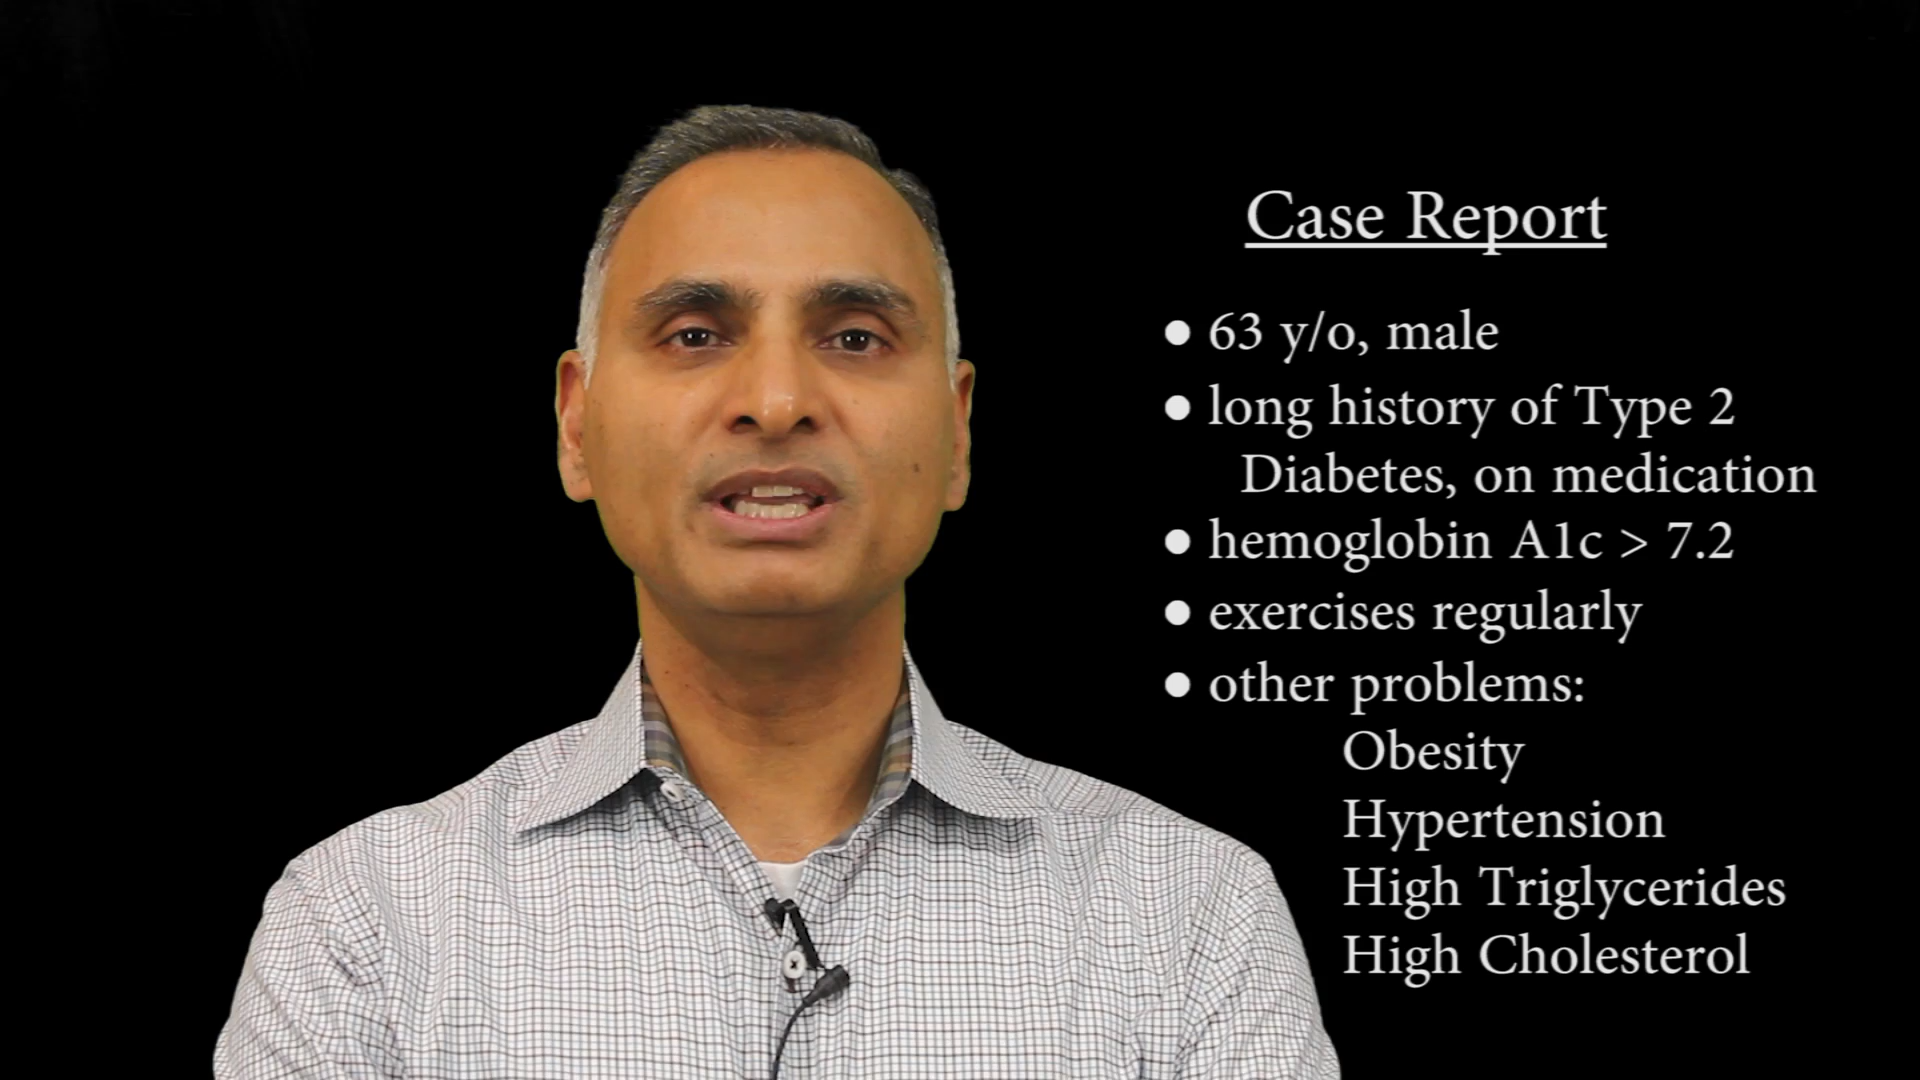 Case Report
● 63 y/o, male
● long history of Type 2
Diabetes, on medication
● hemoglobin A1c > 7.2
● exercises regularly
● other problems:
Obesity
Hypertension
High Triglycerides
High Cholesterol